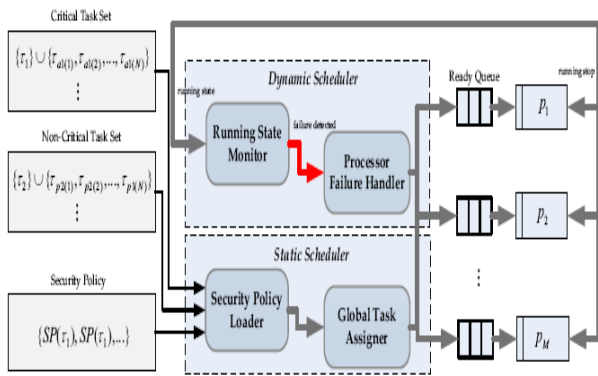 Critical Task Set
{τ₁} ∪ {τₐ₁₍₁₎, τₐ₁₍₂₎, ..., τₐ₁₍N₎}
⋮
Non-Critical Task Set
{τ₂} ∪ {τₚ₂₍₁₎, τₚ₂₍₂₎, ..., τₚ₁₍N₎}
⋮
Security Policy
{SP(τ₁), SP(τ₁), ...}
Dynamic Scheduler
running state
Running State
Monitor
failure detected
Processor
Failure Handler
Static Scheduler
Security Policy
Loader
Global Task
Assigner
Ready Queue
running stop
p₁
p₂
⋮
p_M